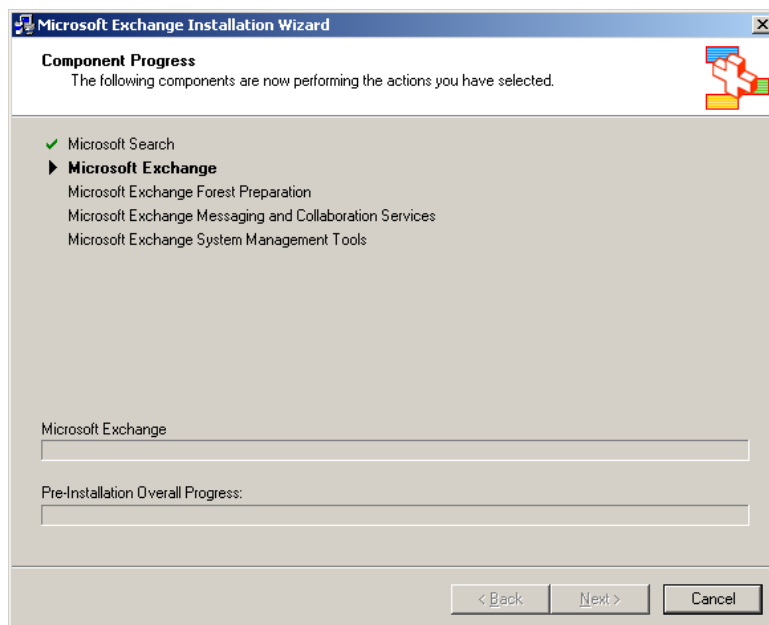 Microsoft Exchange Installation Wizard
Component Progress
The following components are now performing the actions you have selected.
Microsoft Search
Microsoft Exchange
Microsoft Exchange Forest Preparation
Microsoft Exchange Messaging and Collaboration Services
Microsoft Exchange System Management Tools
Microsoft Exchange
Pre-Installation Overall Progress:
< Back Next > Cancel